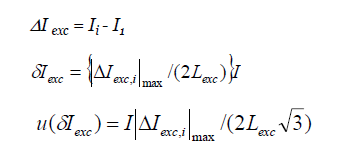 ΔI_exc = I_i - I_1
δI_exc = {|ΔI_exc,i|_max /(2L_exc)}I
u(δI_exc) = I|ΔI_exc,i|_max /(2L_exc √3)